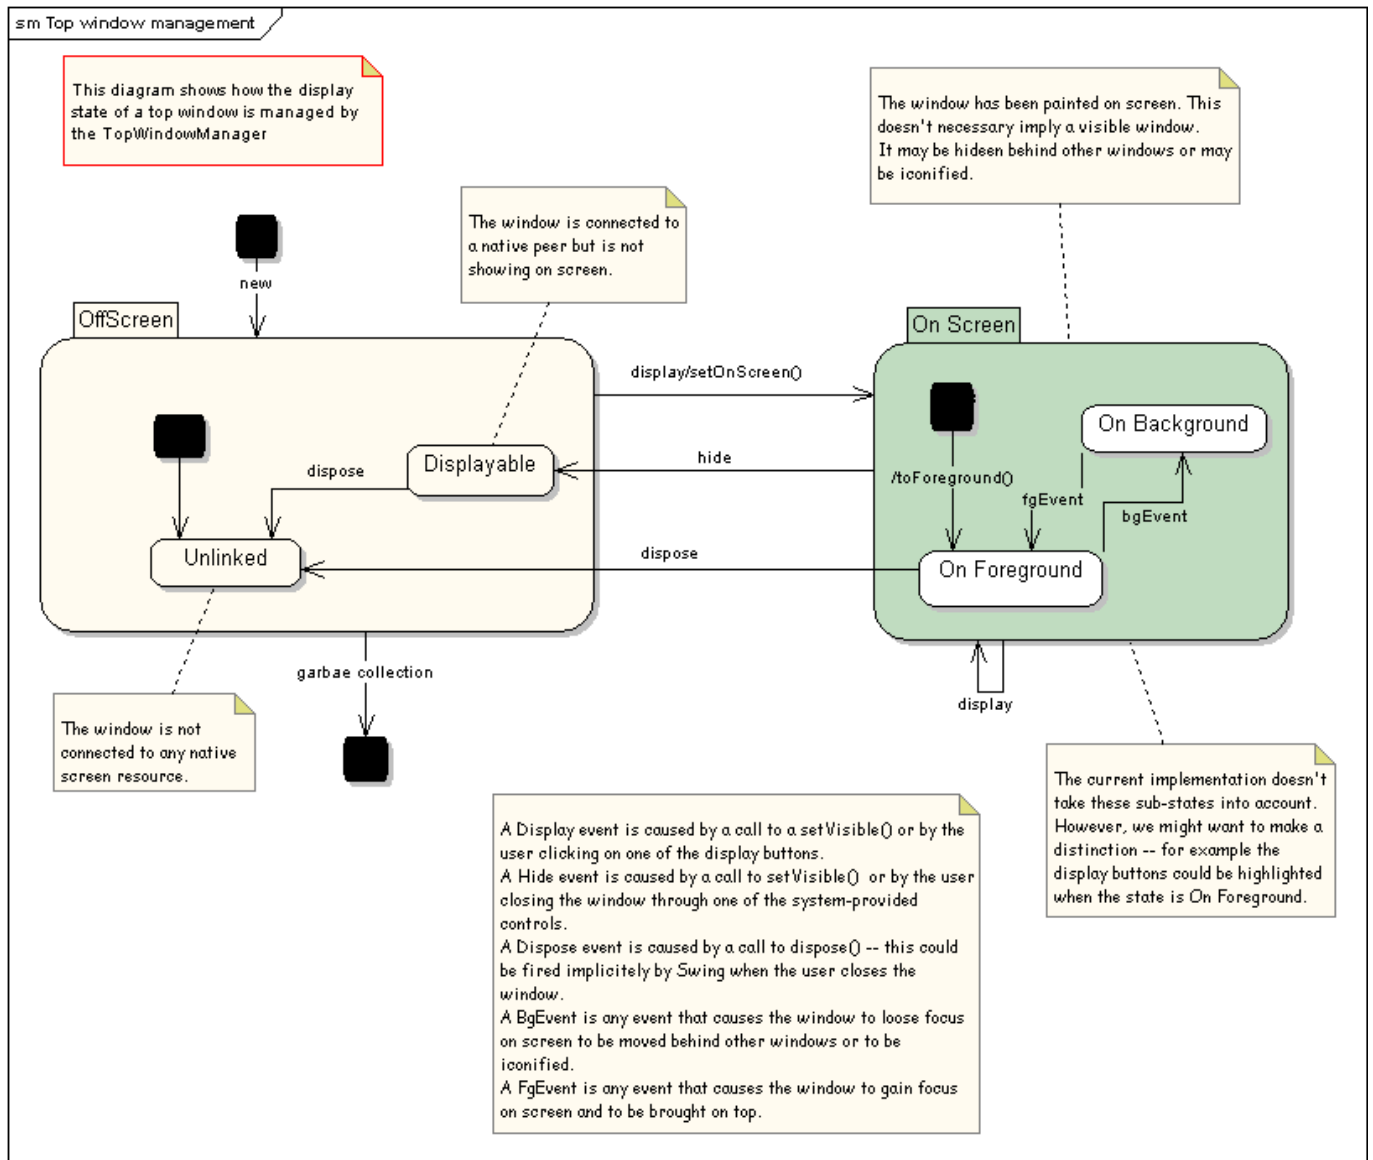 sm Top window management
This diagram shows how the display
state of a top window is managed by
the TopWindowManager
The window has been painted on screen. This
doesn't necessary imply a visible window.
It may be hideen behind other windows or may
be iconified.
The window is connected to
a native peer but is not
showing on screen.
new
OffScreen
On Screen
display/setOnScreen()
On Background
Displayable
hide
dispose
/toForeground()
fgEvent
bgEvent
Unlinked
dispose
On Foreground
garbae collection
display
The window is not
connected to any native
screen resource.
The current implementation doesn't
take these sub-states into account.
However, we might want to make a
distinction -- for example the
display buttons could be highlighted
when the state is On Foreground.
A Display event is caused by a call to a setVisible() or by the
user clicking on one of the display buttons.
A Hide event is caused by a call to setVisible() or by the user
closing the window through one of the system-provided
controls.
A Dispose event is caused by a call to dispose() -- this could
be fired implicitely by Swing when the user closes the
window.
A BgEvent is any event that causes the window to loose focus
on screen to be moved behind other windows or to be
iconified.
A FgEvent is any event that causes the window to gain focus
on screen and to be brought on top.